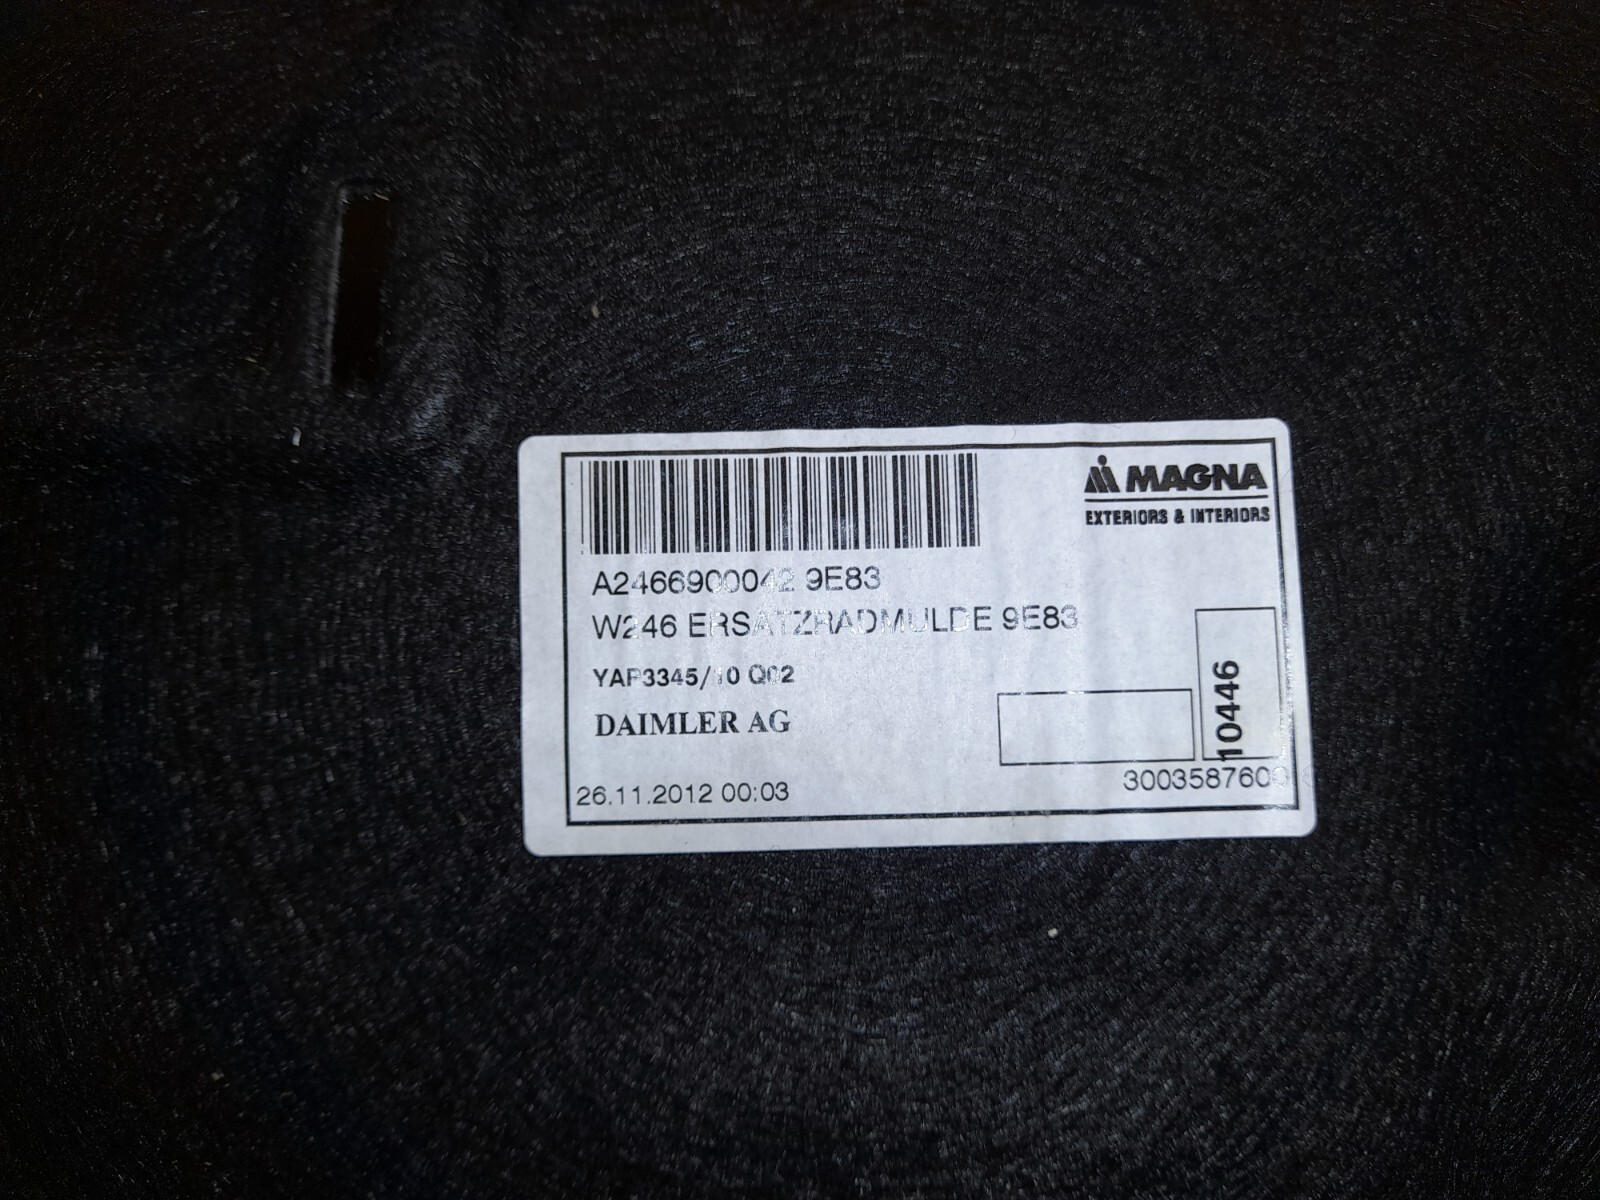 MAGNA
EXTERIORS & INTERIORS
A2466900042 9E83
W246 ERSATZRADMULDE 9E83
YAP3345/10 Q02
DAIMLER AG
10446
26.11.2012 00:03